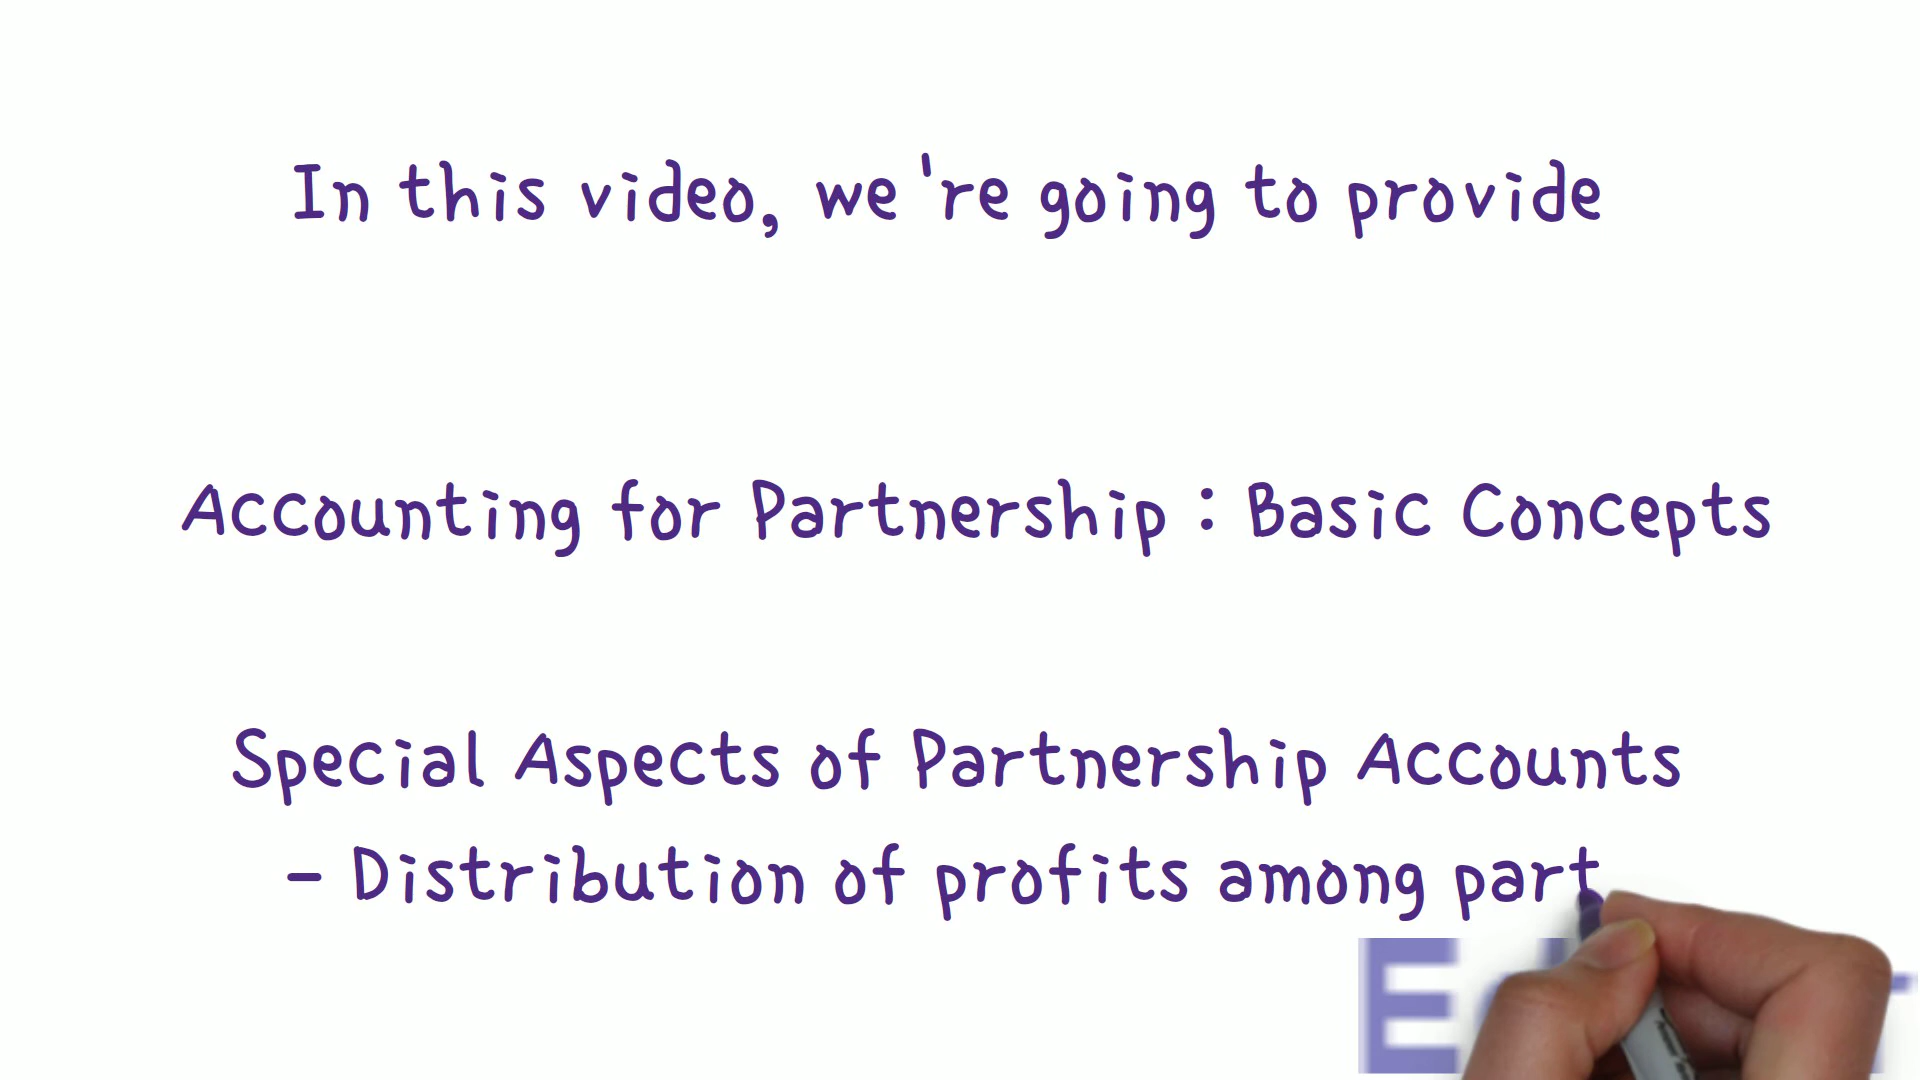 In this video, we're going to provide
Accounting for Partnership : Basic Concepts
Special Aspects of Partnership Accounts
- Distribution of profits among part